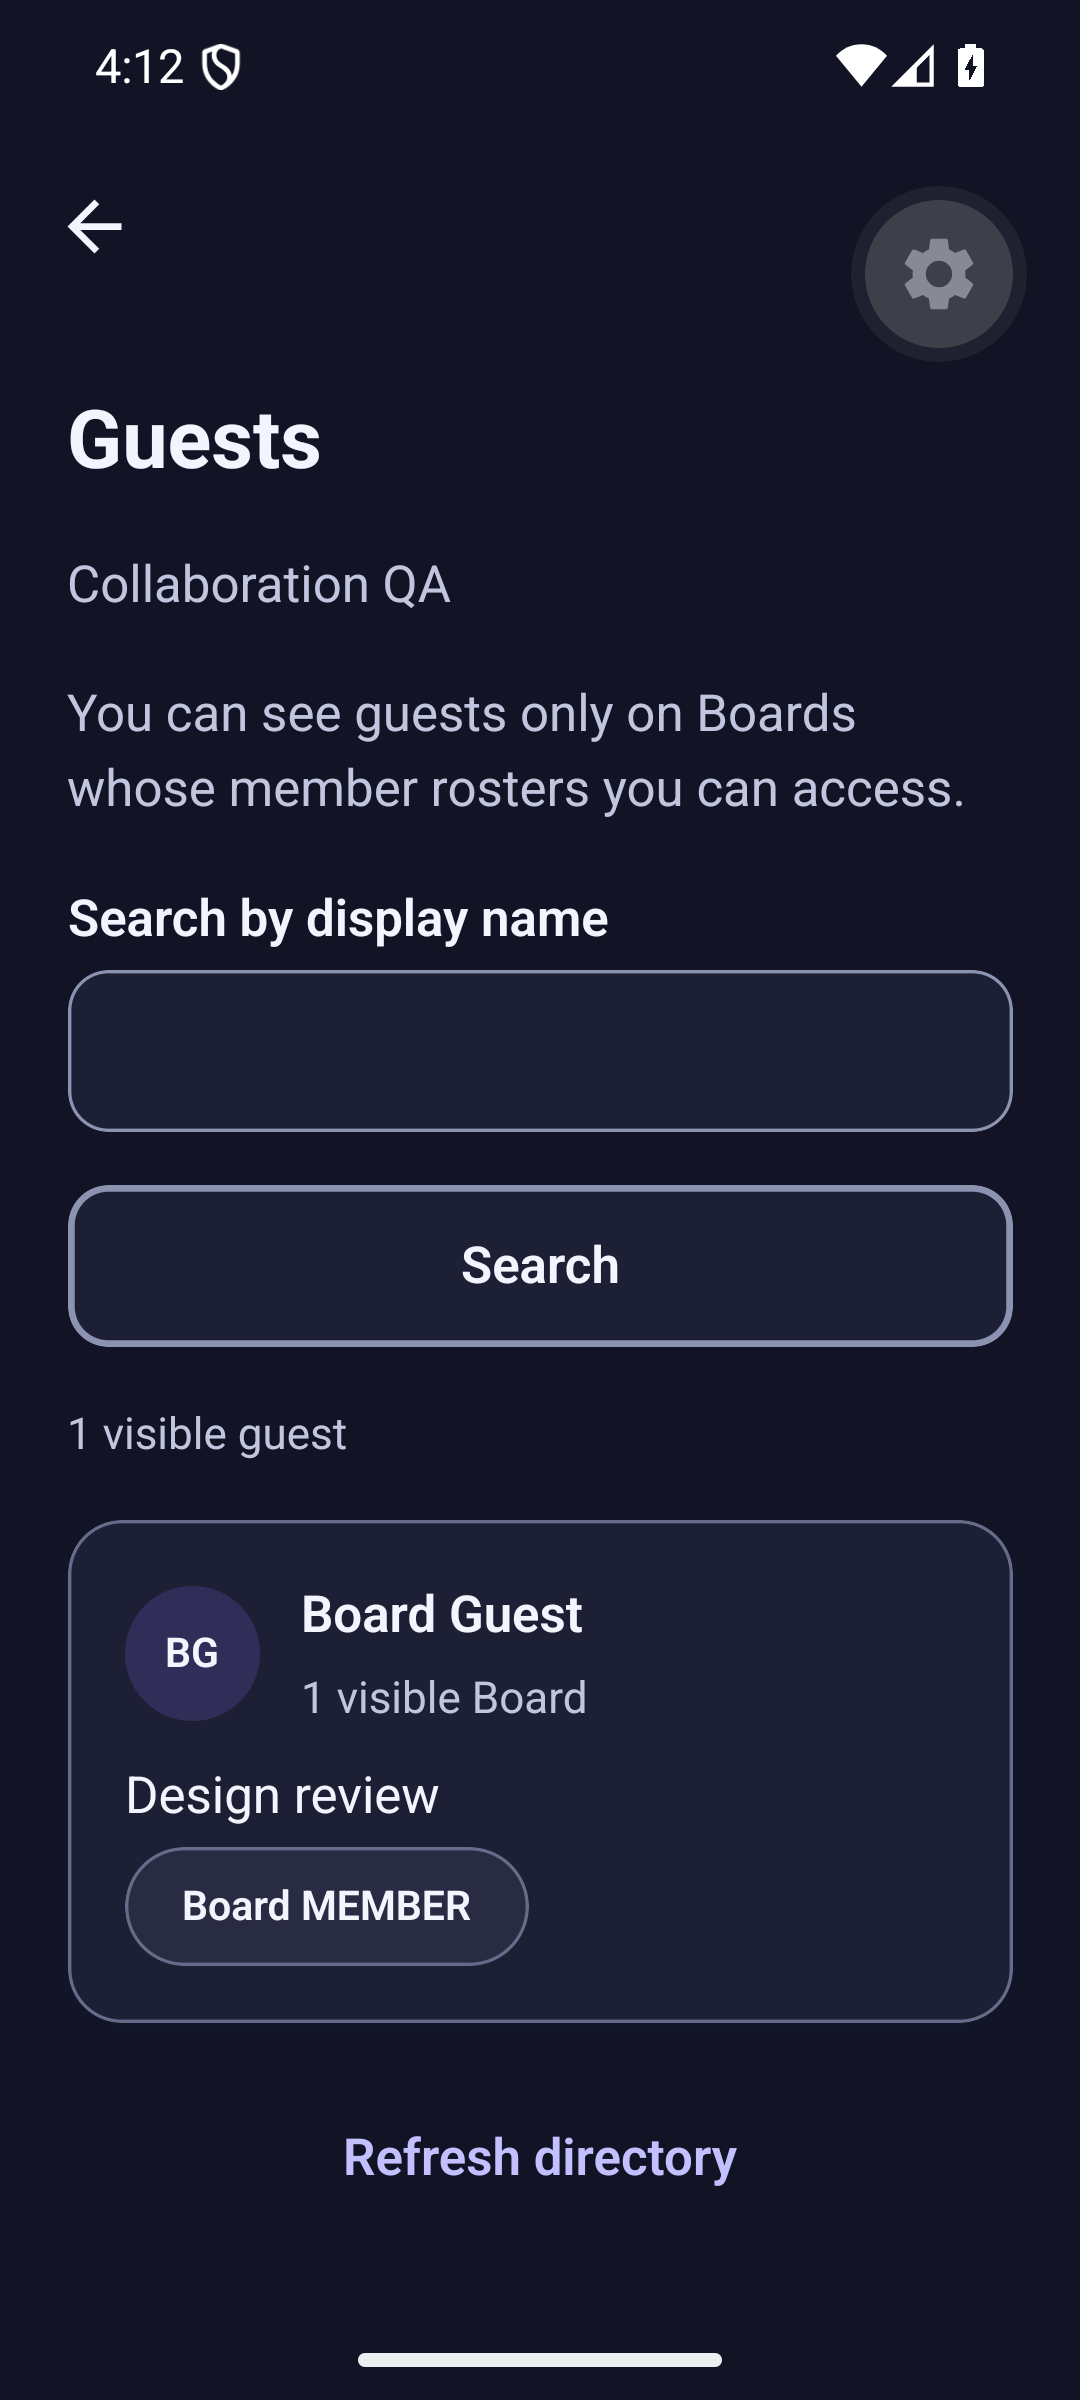 4:12
Guests
Collaboration QA
You can see guests only on Boards
whose member rosters you can access.
Search by display name
Search
1 visible guest
BG
Board Guest
1 visible Board
Design review
Board MEMBER
Refresh directory